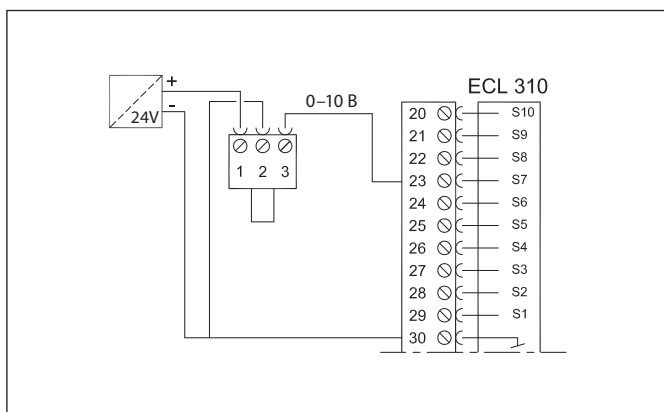 ECL 310
+
-
24V
0–10 В
1 2 3
20 S10
21 S9
22 S8
23 S7
24 S6
25 S5
26 S4
27 S3
28 S2
29 S1
30